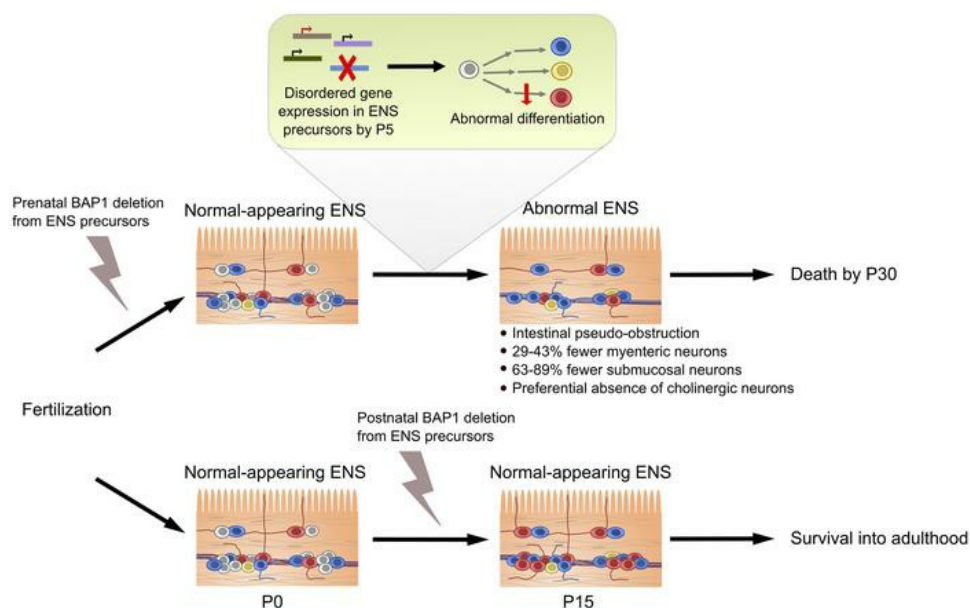 Disordered gene
expression in ENS
precursors by P5
Abnormal differentiation
Prenatal BAP1 deletion
from ENS precursors
Normal-appearing ENS
Abnormal ENS
Death by P30
• Intestinal pseudo-obstruction
• 29-43% fewer myenteric neurons
• 63-89% fewer submucosal neurons
• Preferential absence of cholinergic neurons
Fertilization
Postnatal BAP1 deletion
from ENS precursors
Normal-appearing ENS
Normal-appearing ENS
Survival into adulthood
P0
P15